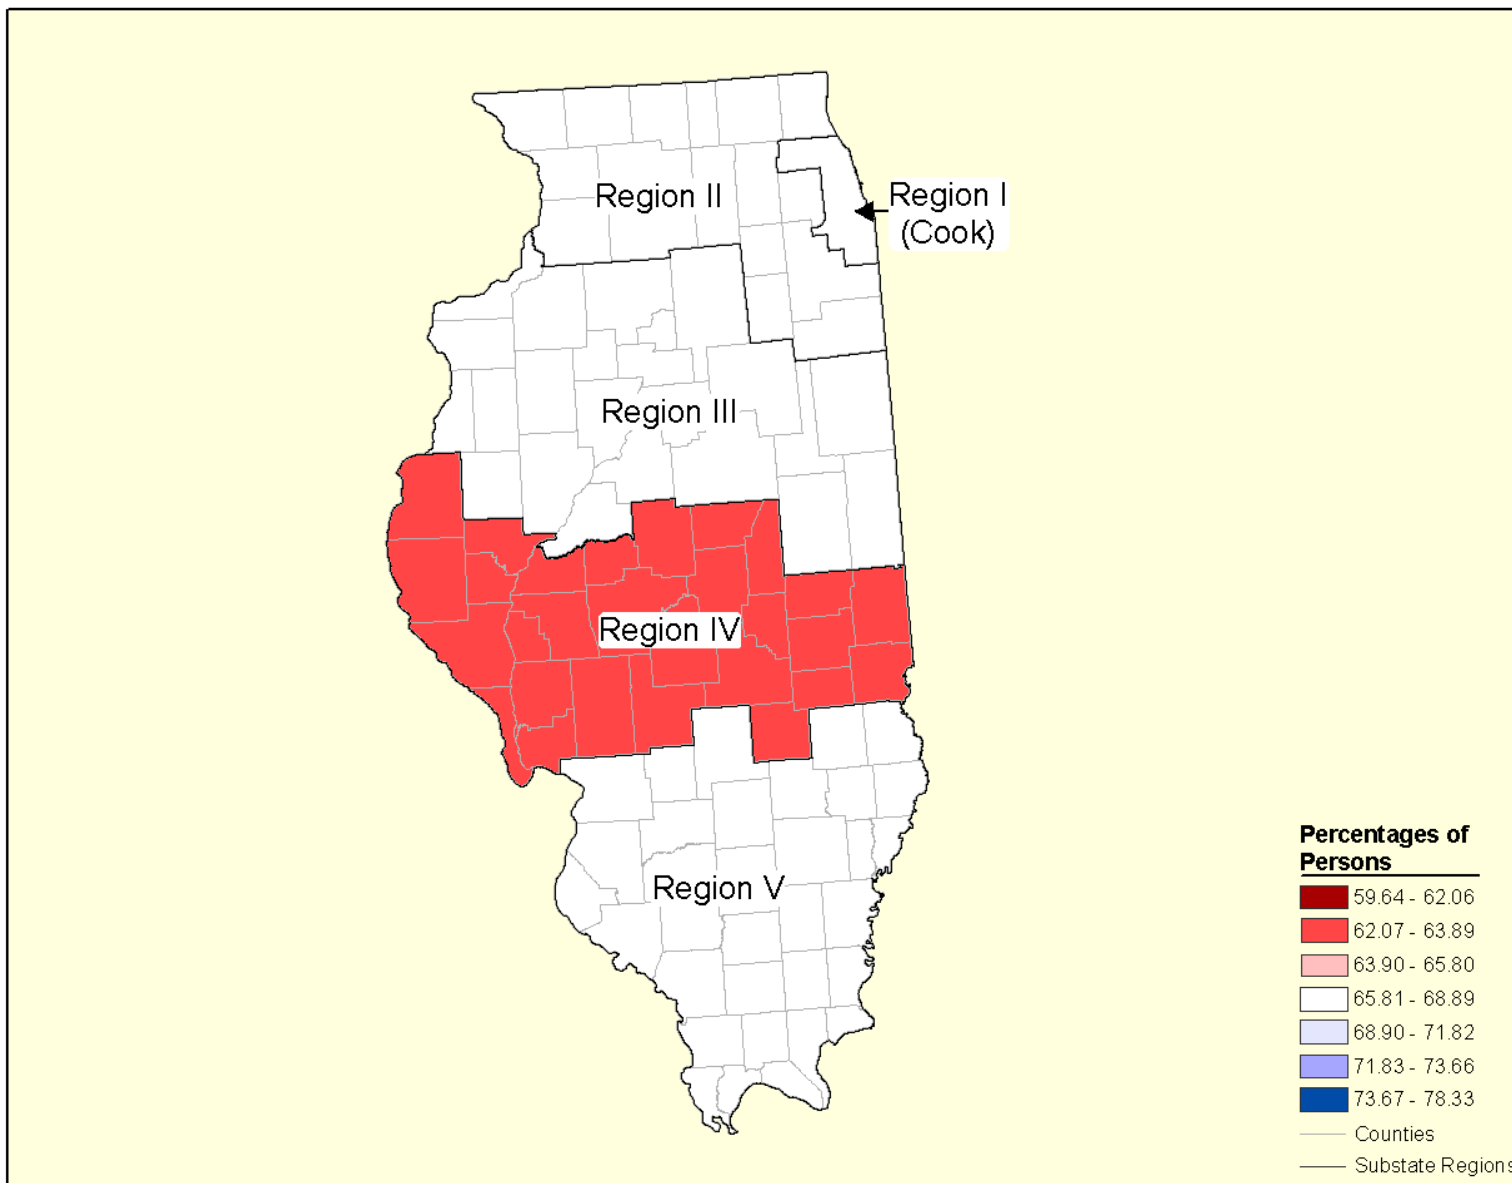 Region II
Region I
(Cook)
Region III
Region IV
Region V
Percentages of
Persons
59.64 - 62.06
62.07 - 63.89
63.90 - 65.80
65.81 - 68.89
68.90 - 71.82
71.83 - 73.66
73.67 - 78.33
Counties
Substate Regions